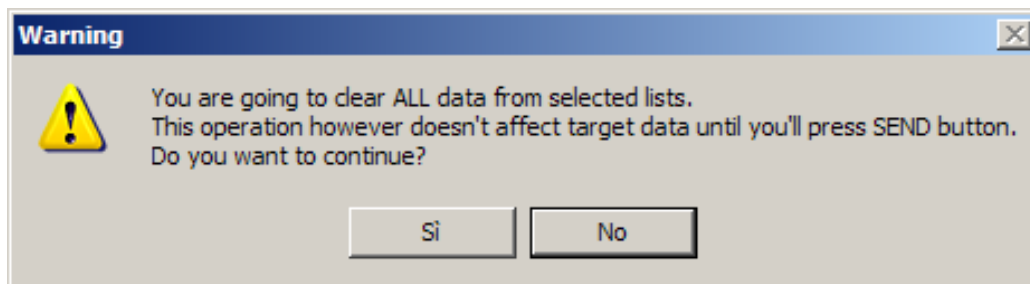 Warning
You are going to clear ALL data from selected lists.
This operation however doesn't affect target data until you'll press SEND button.
Do you want to continue?
Sì No